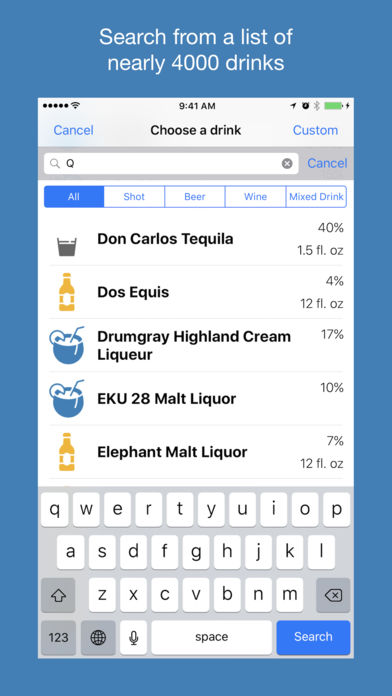 Search from a list of
nearly 4000 drinks
9:41 AM
Cancel Choose a drink Custom
Q Cancel
All Shot Beer Wine Mixed Drink
Don Carlos Tequila 40%
1.5 fl. oz
Dos Equis 4%
12 fl. oz
Drumgray Highland Cream 17%
Liqueur
EKU 28 Malt Liquor 10%
Elephant Malt Liquor 7%
12 fl. oz
q w e r t y u i o p
a s d f g h j k l
z x c v b n m
123 space Search